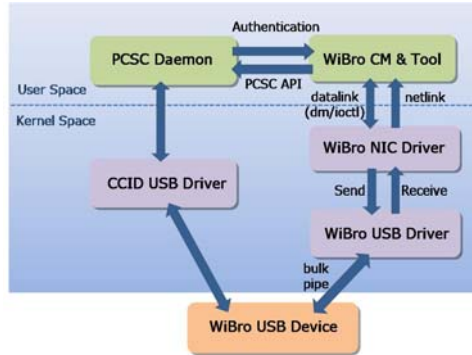 Authentication
PCSC Daemon
WiBro CM & Tool
PCSC API
User Space
datalink
(dm/ioctl)
netlink
Kernel Space
WiBro NIC Driver
CCID USB Driver
Send
Receive
WiBro USB Driver
bulk
pipe
WiBro USB Device